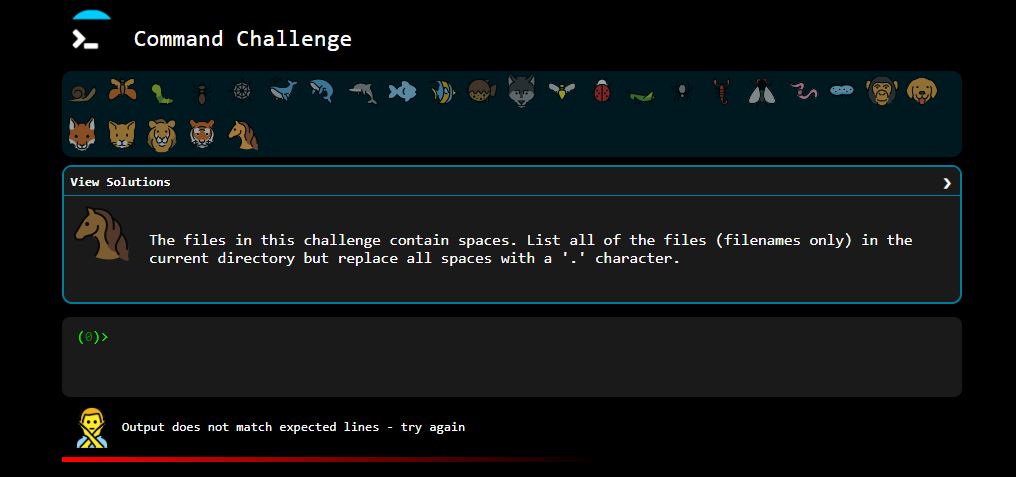 Command Challenge
View Solutions
The files in this challenge contain spaces. List all of the files (filenames only) in the
current directory but replace all spaces with a '.' character.
(0)>
Output does not match expected lines - try again